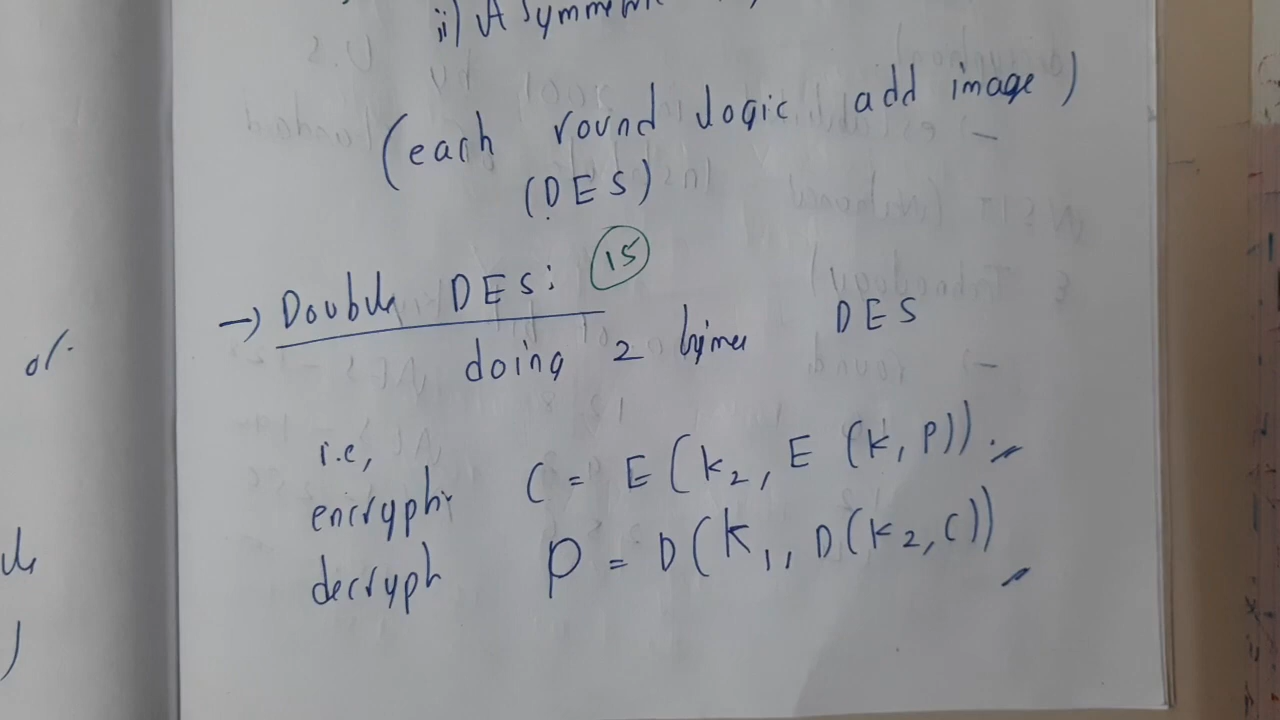 ii) Asymme
(each round logic add image)
(DES)
→ Double DES: 15
doing 2 times DES
i.e,
encrypt C = E(K₂, E (K, P)).
decrypt P = D(K₁, D(K₂, C))